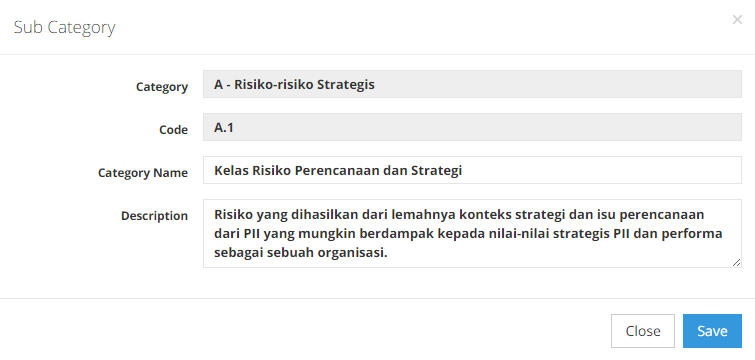 Sub Category
×
Category
A - Risiko-risiko Strategis
Code
A.1
Category Name
Kelas Risiko Perencanaan dan Strategi
Description
Risiko yang dihasilkan dari lemahnya konteks strategi dan isu perencanaan
dari PII yang mungkin berdampak kepada nilai-nilai strategis PII dan performa
sebagai sebuah organisasi.
Close
Save